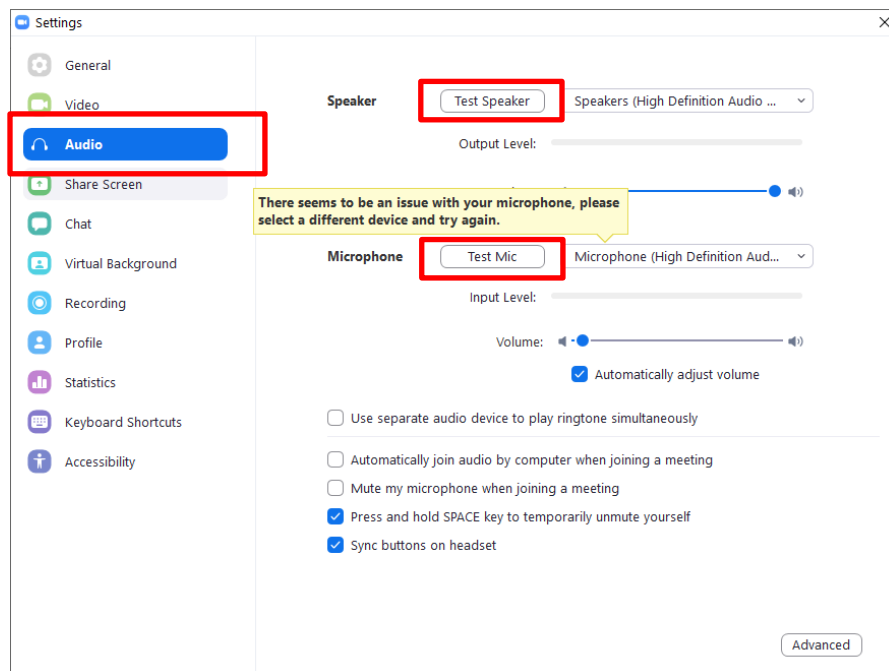 Settings
General
Video
Audio
Share Screen
Chat
Virtual Background
Recording
Profile
Statistics
Keyboard Shortcuts
Accessibility
Speaker
Test Speaker
Speakers (High Definition Audio ...
Output Level:
There seems to be an issue with your microphone, please
select a different device and try again.
Microphone
Test Mic
Microphone (High Definition Aud...
Input Level:
Volume:
Automatically adjust volume
Use separate audio device to play ringtone simultaneously
Automatically join audio by computer when joining a meeting
Mute my microphone when joining a meeting
Press and hold SPACE key to temporarily unmute yourself
Sync buttons on headset
Advanced